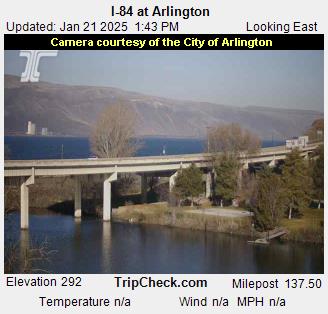 I-84 at Arlington
Updated: Jan 21 2025 1:43 PM Looking East
Camera courtesy of the City of Arlington
Elevation 292 TripCheck.com Milepost 137.50
Temperature n/a Wind n/a MPH n/a